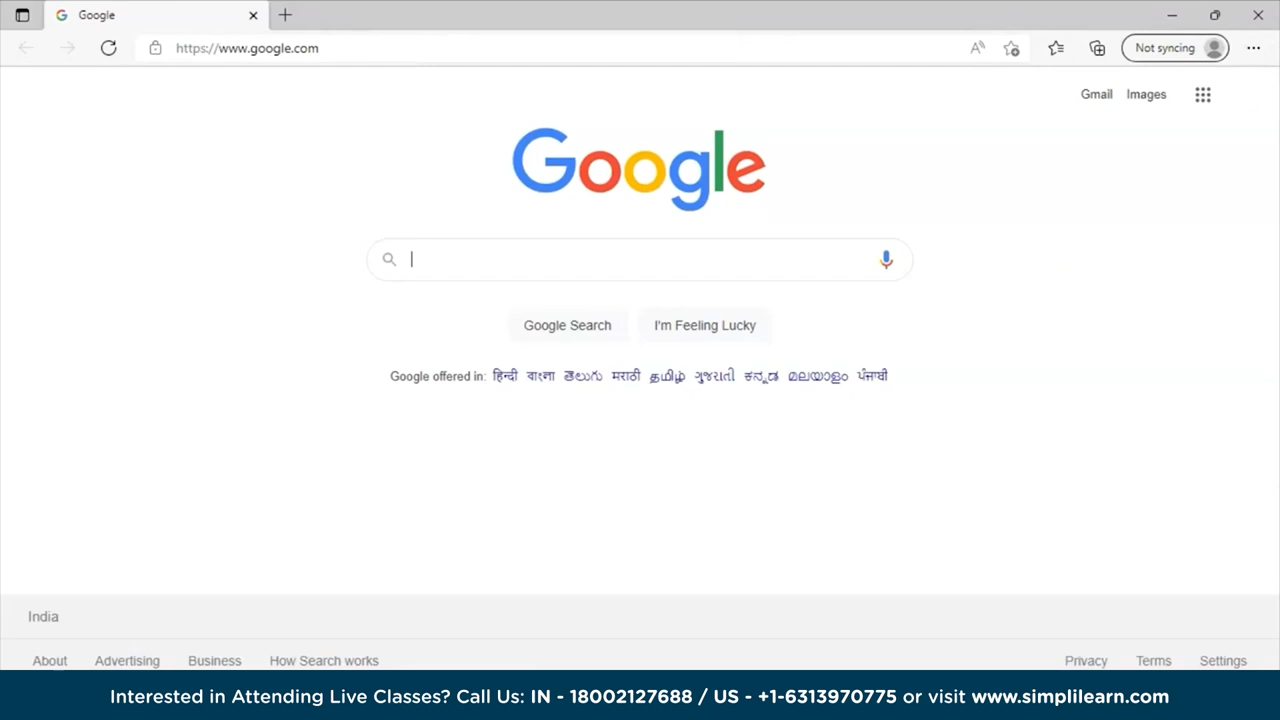 Google
https://www.google.com
Not syncing
Gmail Images
Google
Google Search I'm Feeling Lucky
Google offered in: हिन्दी বাংলা తెలుగు मराठी தமிழ் ગુજરાતી ಕನ್ನಡ മലയാളം ਪੰਜਾਬੀ
India
About Advertising Business How Search works Privacy Terms Settings
Interested in Attending Live Classes? Call Us: IN - 18002127688 / US - +1-6313970775 or visit www.simplilearn.com